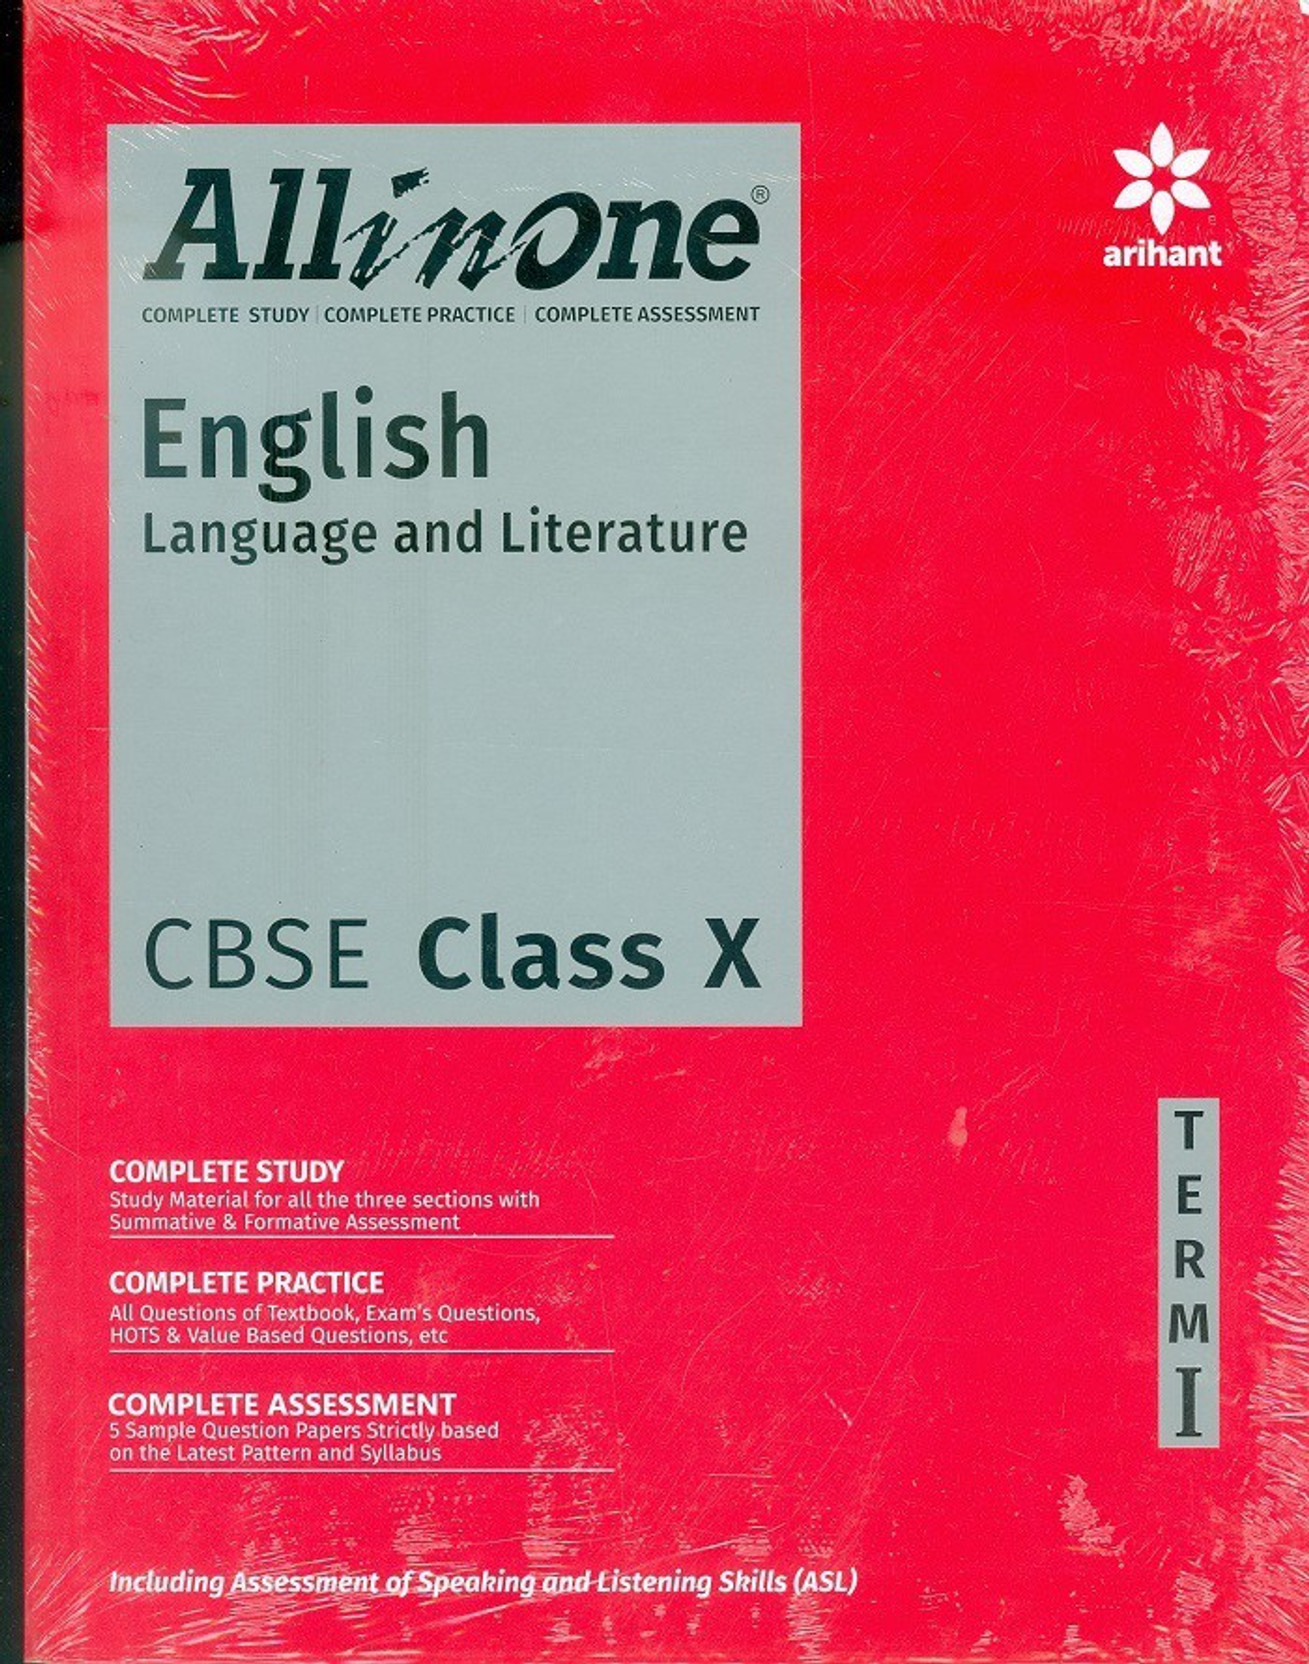 Allinone®
COMPLETE STUDY | COMPLETE PRACTICE | COMPLETE ASSESSMENT
arihant
English
Language and Literature
CBSE Class X
TERM I
COMPLETE STUDY
Study Material for all the three sections with
Summative & Formative Assessment
COMPLETE PRACTICE
All Questions of Textbook, Exam's Questions,
HOTS & Value Based Questions, etc
COMPLETE ASSESSMENT
5 Sample Question Papers Strictly based
on the Latest Pattern and Syllabus
Including Assessment of Speaking and Listening Skills (ASL)